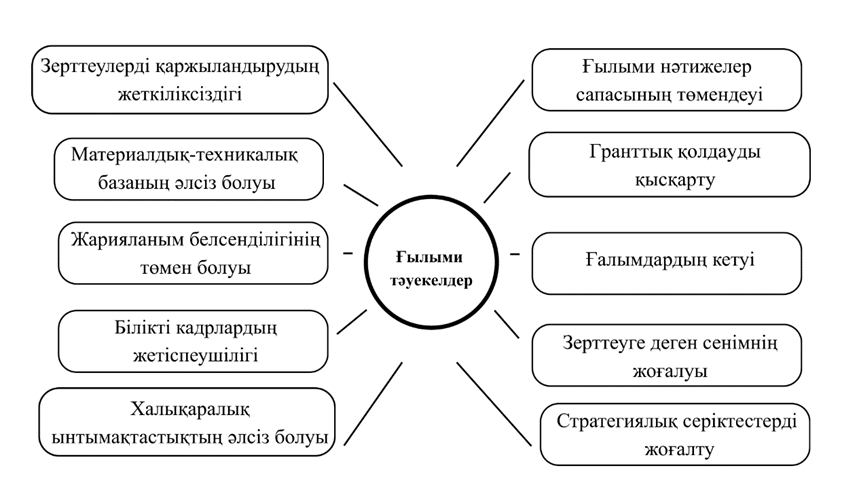 Зерттеулерді қаржыландырудың
жеткіліксіздігі
Материалдық-техникалық
базаның әлсіз болуы
Жарияланым белсенділігінің
төмен болуы
Білікті кадрлардың
жетіспеушілігі
Халықаралық
ынтымақтастықтың әлсіз болуы
Ғылыми
тәуекелдер
Ғылыми нәтижелер
сапасының төмендеуі
Гранттық қолдауды
қысқарту
Ғалымдардың кетуі
Зерттеуге деген сенімнің
жоғалуы
Стратегиялық серіктестерді
жоғалту